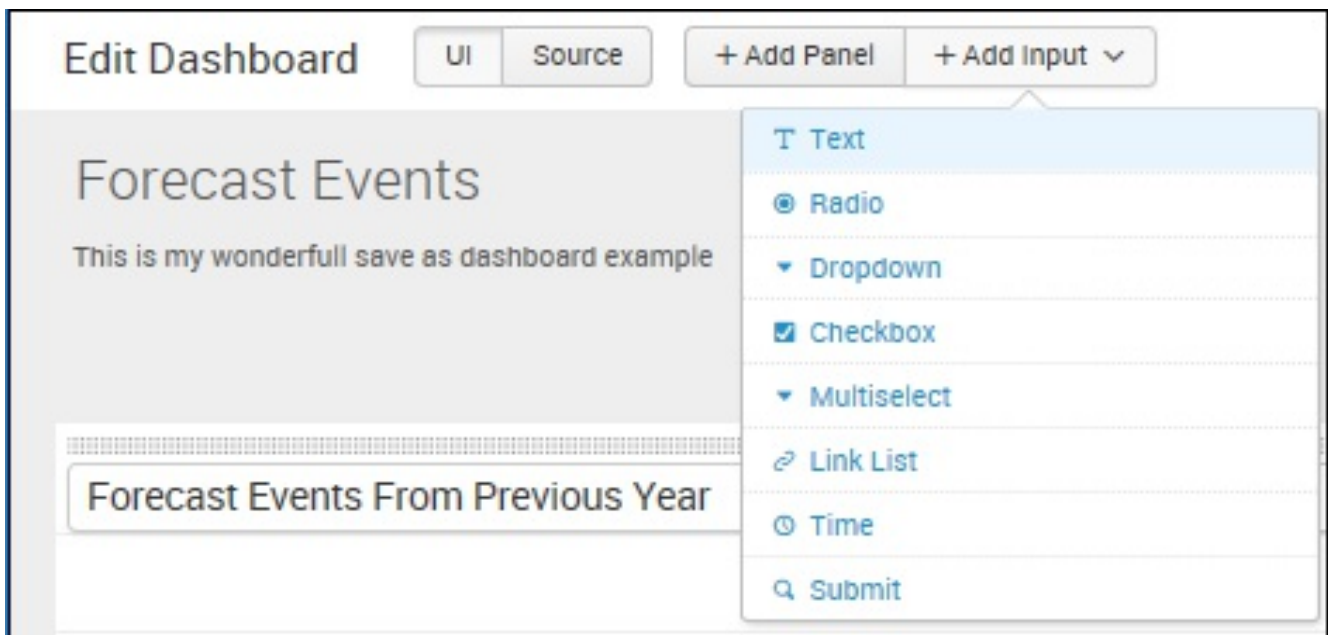 Edit Dashboard UI Source + Add Panel + Add Input
Forecast Events
This is my wonderfull save as dashboard example
Forecast Events From Previous Year
Text
Radio
Dropdown
Checkbox
Multiselect
Link List
Time
Submit